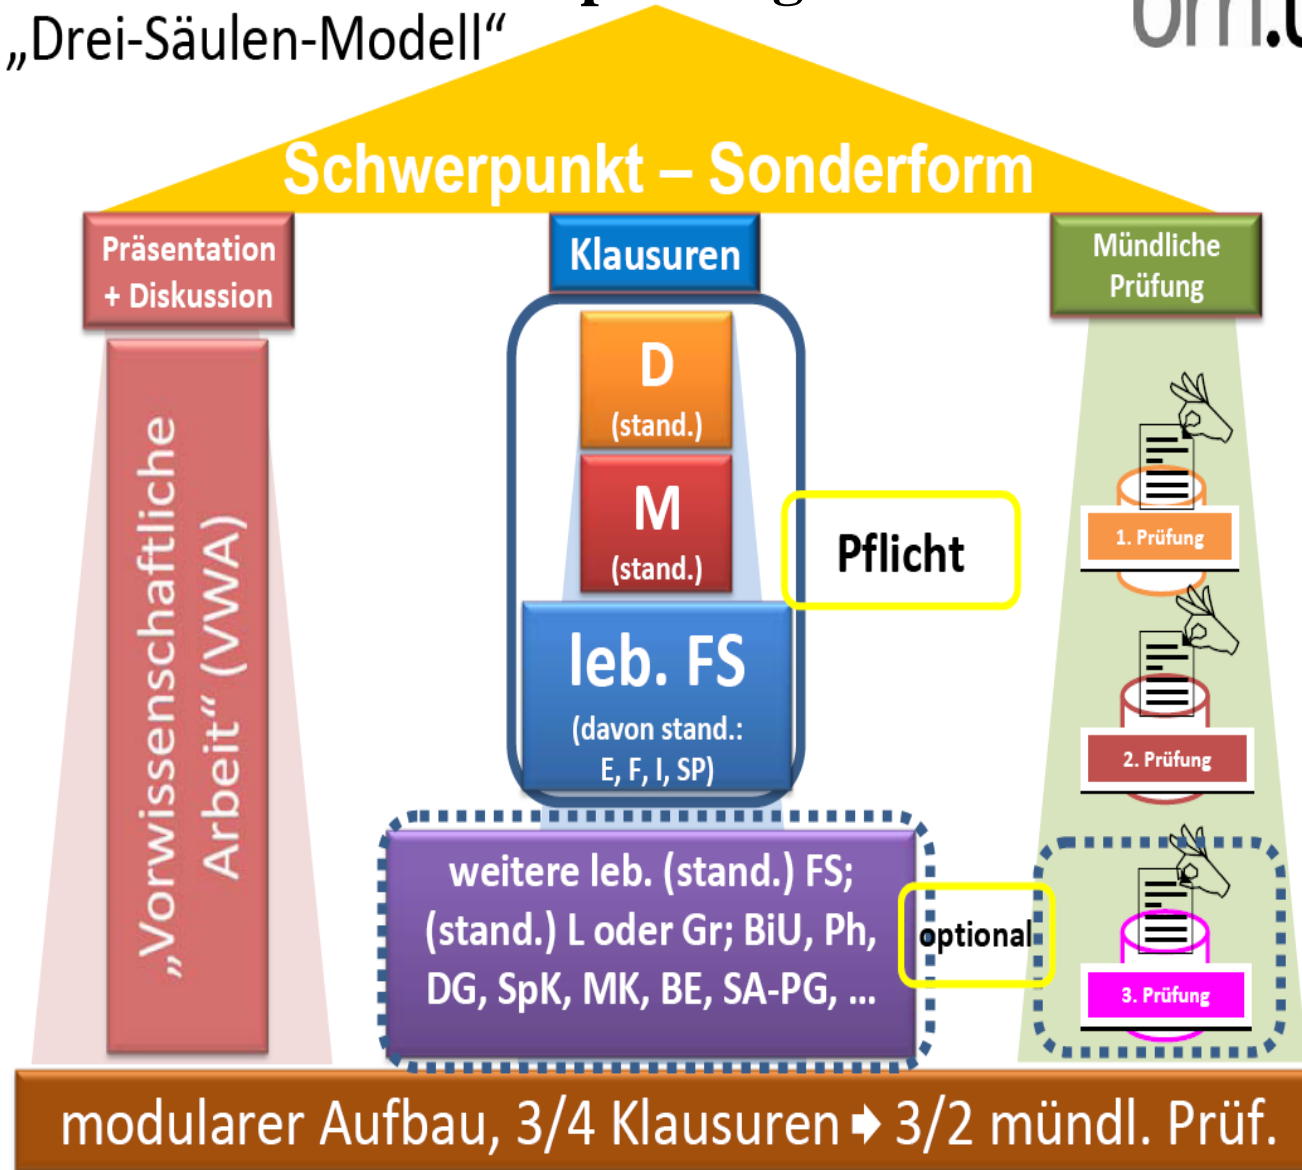 „Drei-Säulen-Modell“
Schwerpunkt – Sonderform
Präsentation
+ Diskussion
„Vorwissenschaftliche
Arbeit“ (VWA)
Klausuren
D
(stand.)
M
(stand.)
leb. FS
(davon stand.:
E, F, I, SP)
Pflicht
weitere leb. (stand.) FS;
(stand.) L oder Gr; BiU, Ph,
DG, SpK, MK, BE, SA-PG, ...
optional
Mündliche
Prüfung
1. Prüfung
2. Prüfung
3. Prüfung
modularer Aufbau, 3/4 Klausuren 🡆 3/2 mündl. Prüf.